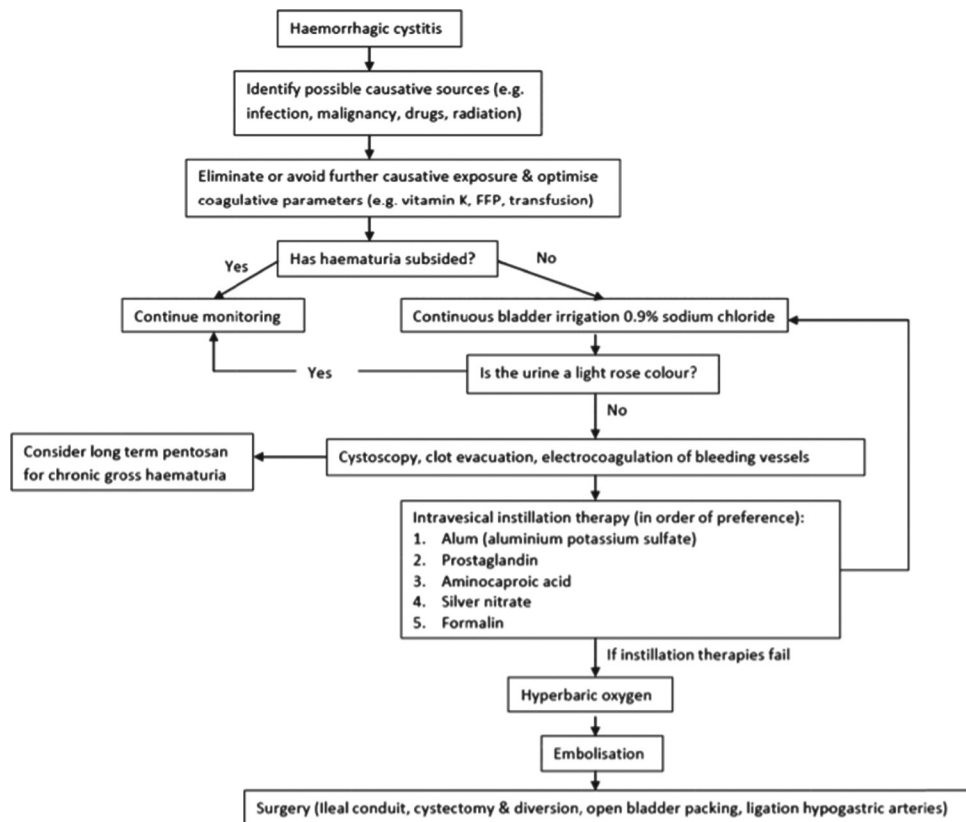 Haemorrhagic cystitis
Identify possible causative sources (e.g.
infection, malignancy, drugs, radiation)
Eliminate or avoid further causative exposure & optimise
coagulative parameters (e.g. vitamin K, FFP, transfusion)
Has haematuria subsided?
Yes
No
Continue monitoring
Continuous bladder irrigation 0.9% sodium chloride
Yes
Is the urine a light rose colour?
No
Consider long term pentosan
for chronic gross haematuria
Cystoscopy, clot evacuation, electrocoagulation of bleeding vessels
Intravesical instillation therapy (in order of preference):
1. Alum (aluminium potassium sulfate)
2. Prostaglandin
3. Aminocaproic acid
4. Silver nitrate
5. Formalin
If instillation therapies fail
Hyperbaric oxygen
Embolisation
Surgery (Ileal conduit, cystectomy & diversion, open bladder packing, ligation hypogastric arteries)